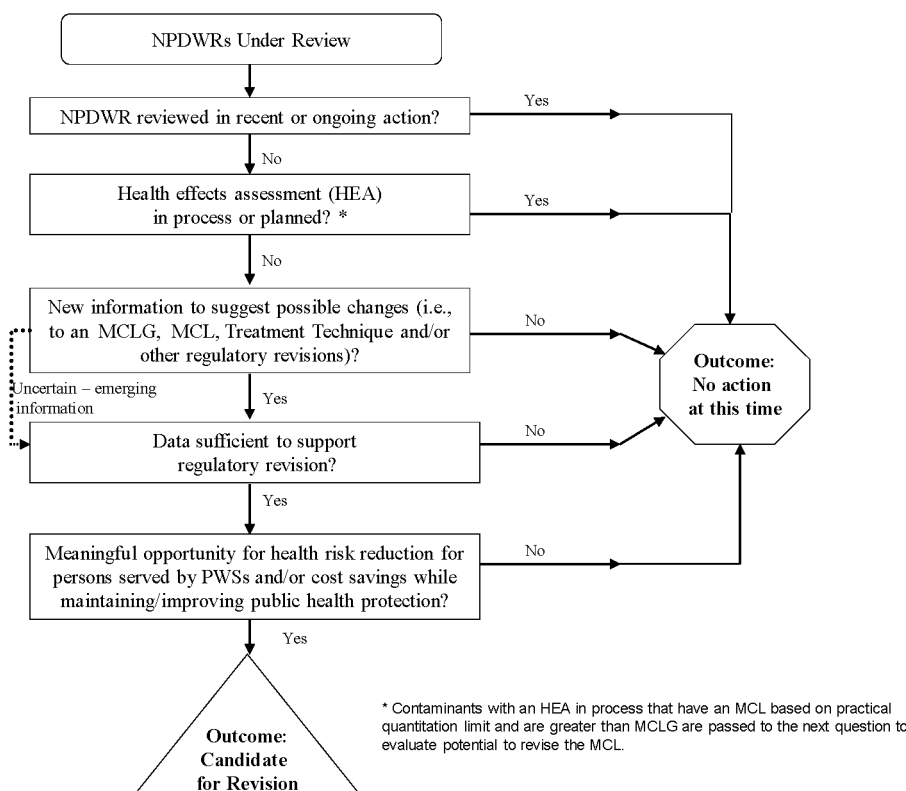 NPDWRs Under Review
NPDWR reviewed in recent or ongoing action?
Yes
No
Health effects assessment (HEA)
in process or planned? *
Yes
No
New information to suggest possible changes (i.e.,
to an MCLG, MCL, Treatment Technique and/or
other regulatory revisions)?
No
Outcome:
No action
at this time
Uncertain – emerging
information
Yes
Data sufficient to support
regulatory revision?
No
Yes
Meaningful opportunity for health risk reduction for
persons served by PWSs and/or cost savings while
maintaining/improving public health protection?
No
Yes
Outcome:
Candidate
for Revision
* Contaminants with an HEA in process that have an MCL based on practical
quantitation limit and are greater than MCLG are passed to the next question to
evaluate potential to revise the MCL.